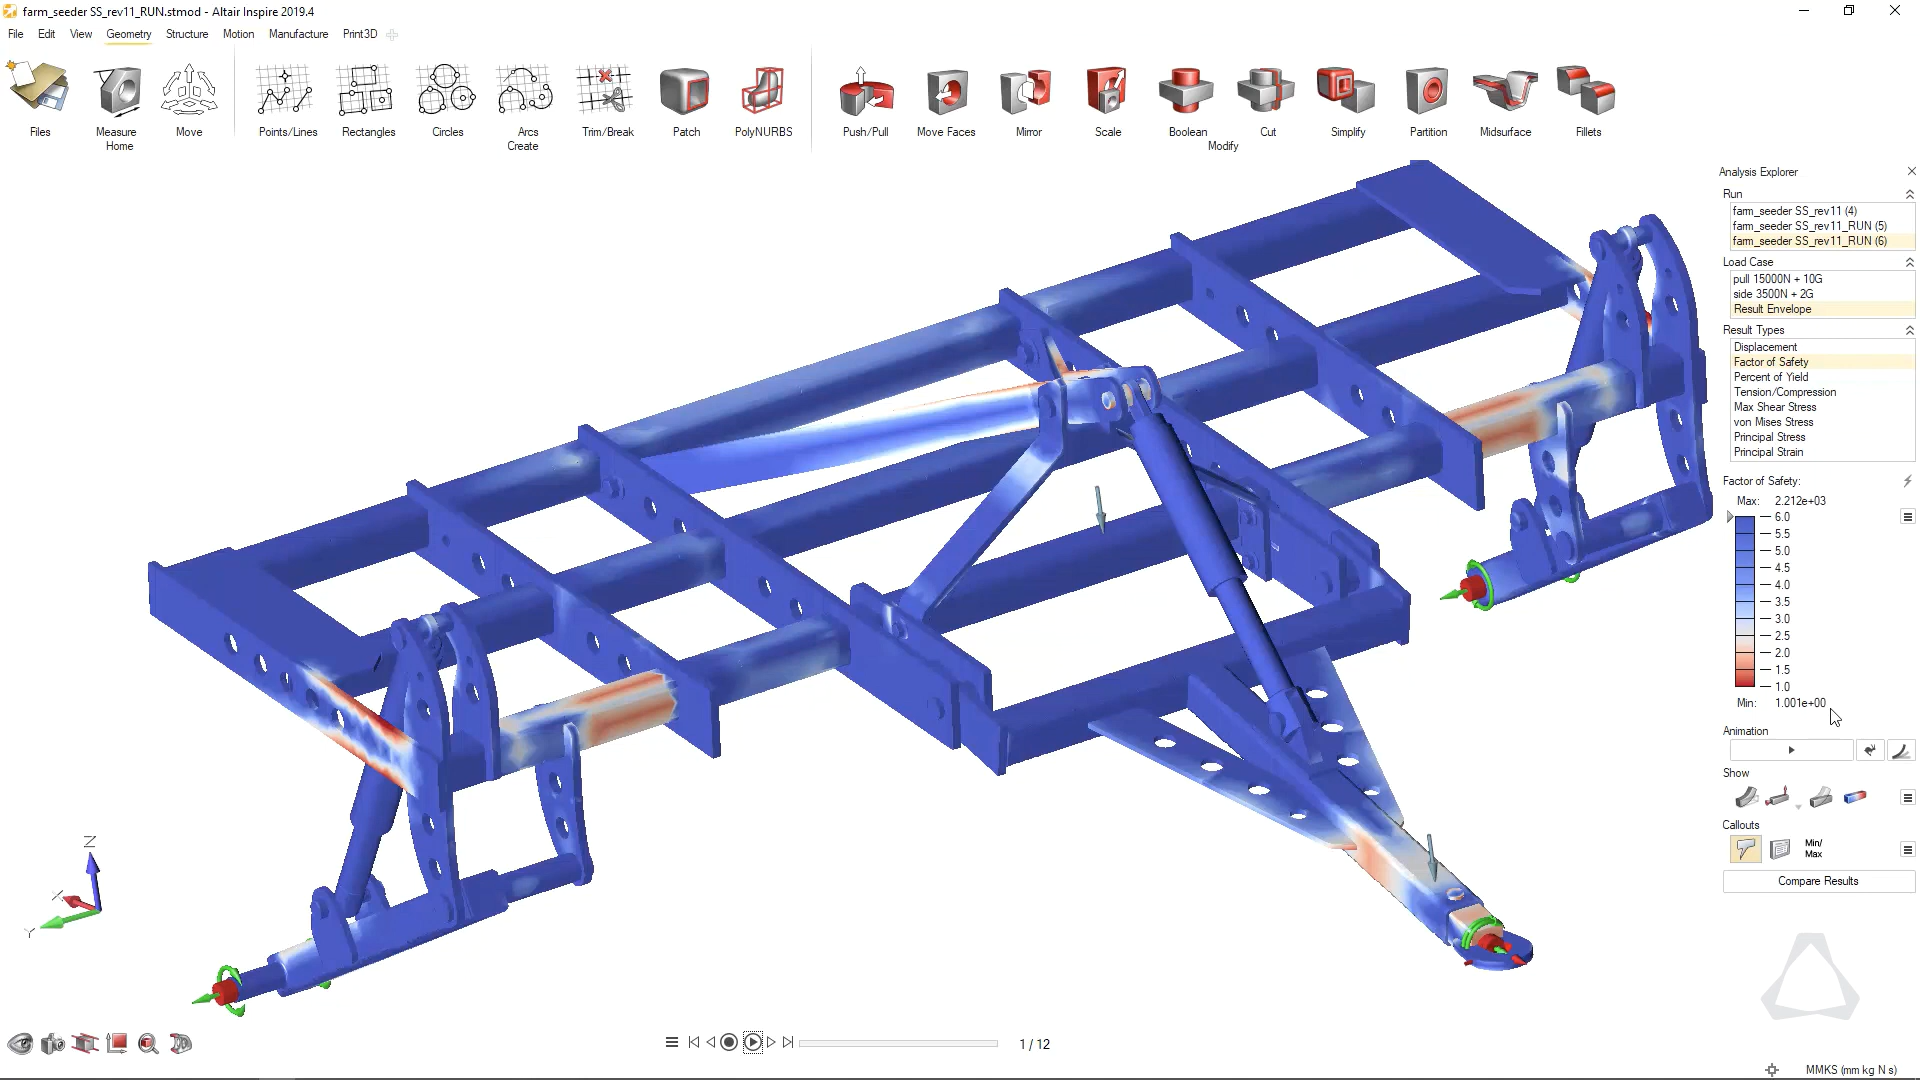 farm_seeder SS_rev11_RUN.stmod - Altair Inspire 2019.4
File Edit View Geometry Structure Motion Manufacture Print3D
Files Measure Move Points/Lines Rectangles Circles Arcs Trim/Break Patch PolyNURBS Push/Pull Move Faces Mirror Scale Boolean Cut Simplify Partition Midsurface Fillets
Home Create Modify
Analysis Explorer
Run
farm_seeder SS_rev11 (4)
farm_seeder SS_rev11_RUN (5)
farm_seeder SS_rev11_RUN (6)
Load Case
pull 15000N + 10G
side 3500N + 2G
Result Envelope
Result Types
Displacement
Factor of Safety
Percent of Yield
Tension/Compression
Max Shear Stress
von Mises Stress
Principal Stress
Principal Strain
Factor of Safety:
Max: 2.212e+03
6.0
5.5
5.0
4.5
4.0
3.5
3.0
2.5
2.0
1.5
1.0
Min: 1.001e+00
Animation
Show
Callouts
Min/
Max
Compare Results
Z
X
Y
1 / 12
MMKS (mm kg N s)